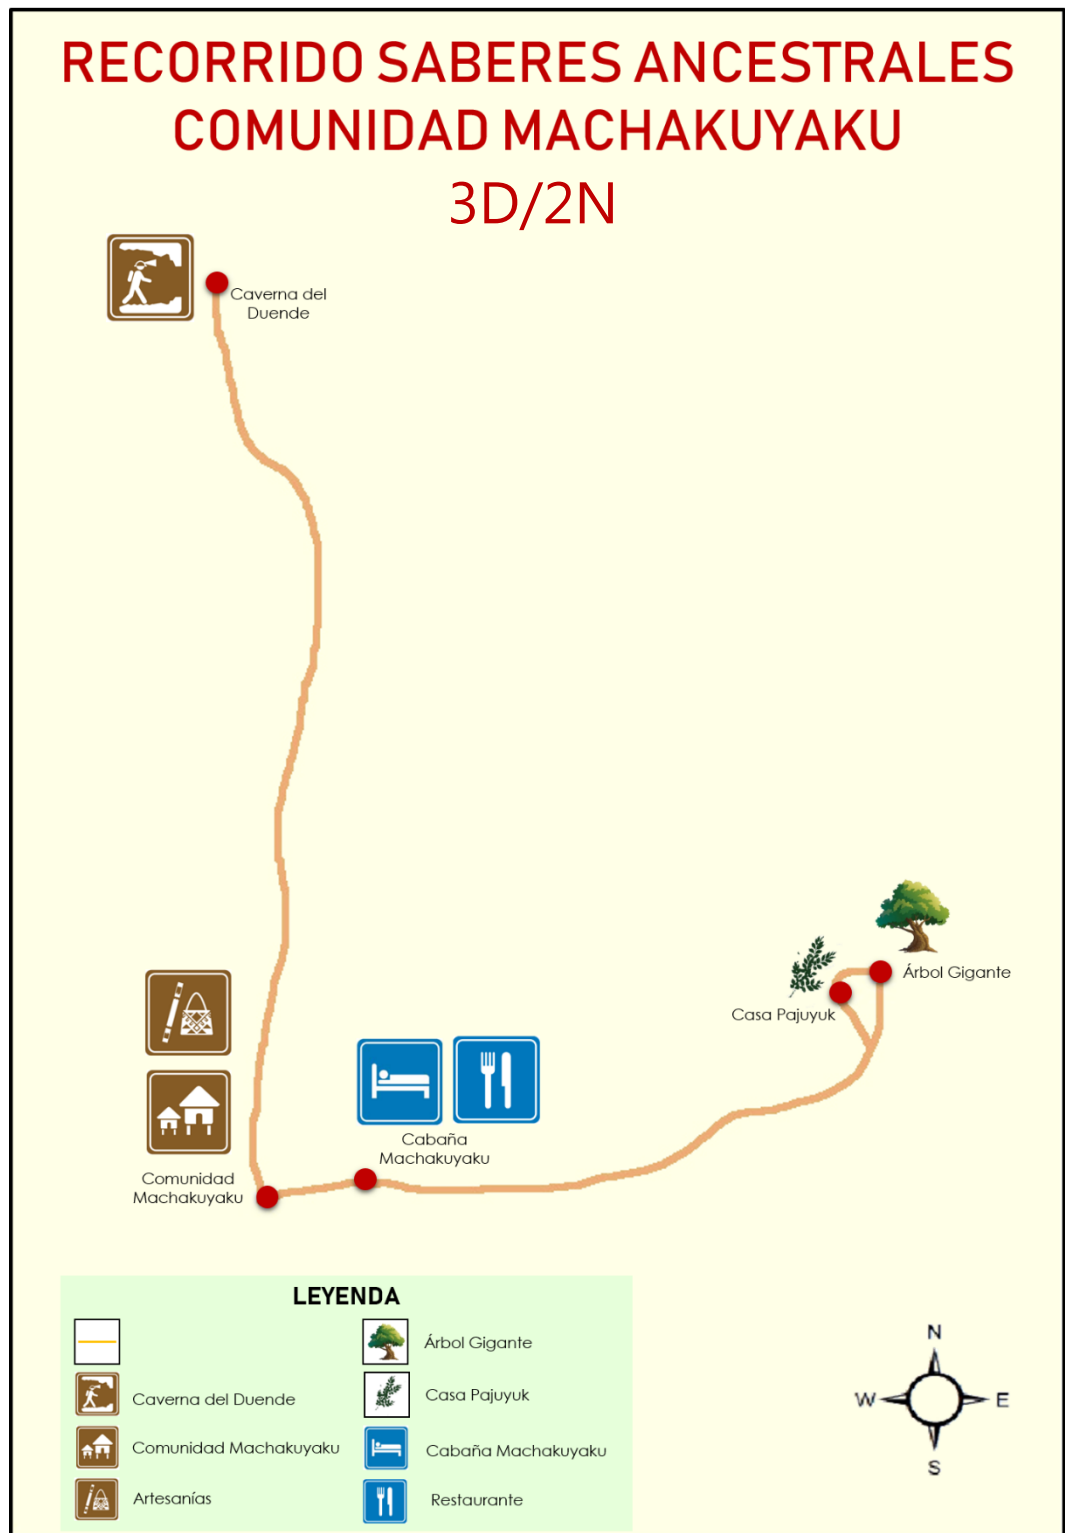 RECORRIDO SABERES ANCESTRALES
COMUNIDAD MACHAKUYAKU
3D/2N
Caverna del
Duende
Árbol Gigante
Casa Pajuyuk
Cabaña
Machakuyaku
Comunidad
Machakuyaku
LEYENDA
Árbol Gigante
Caverna del Duende
Casa Pajuyuk
Comunidad Machakuyaku
Cabaña Machakuyaku
Artesanías
Restaurante
N
W
E
S